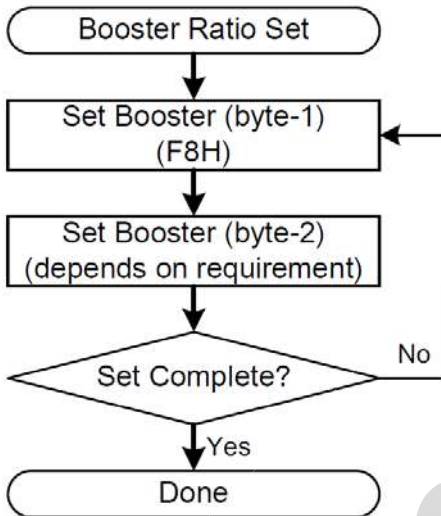 Booster Ratio Set
Set Booster (byte-1)
(F8H)
Set Booster (byte-2)
(depends on requirement)
Set Complete?
No
Yes
Done